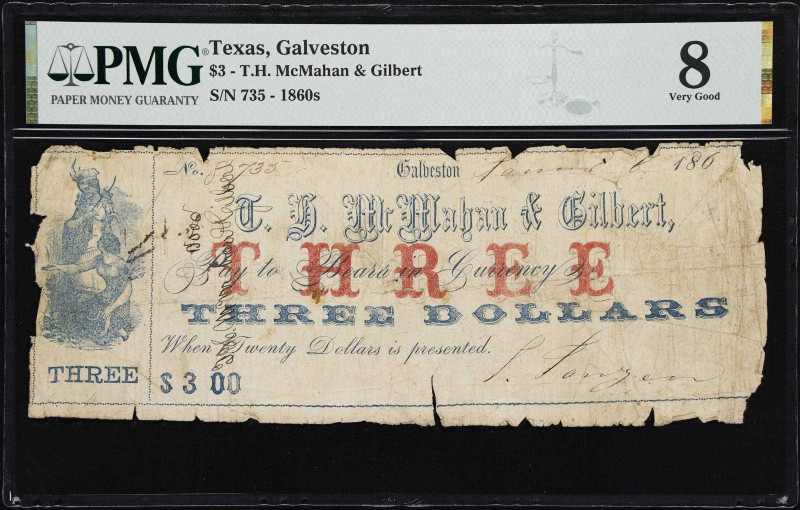 PMG®
PAPER MONEY GUARANTY
Texas, Galveston
$3 - T.H. McMahan & Gilbert
S/N 735 - 1860s
8
Very Good
No. 735 Galveston 6 186
T. H. McMahan & Gilbert,
THREE
Pay to Bearer in Currency
THREE DOLLARS
When Twenty Dollars is presented.
THREE
$3 00